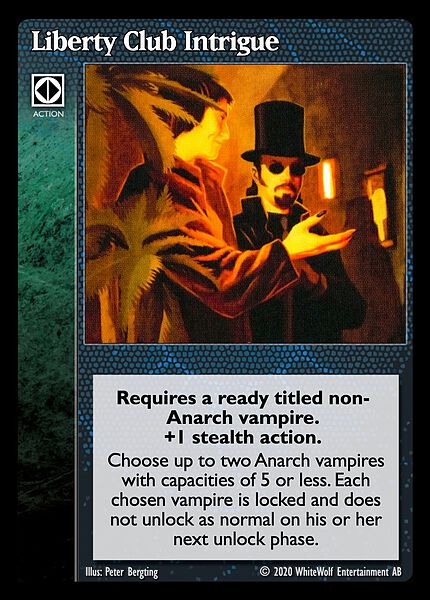 Liberty Club Intrigue
ACTION
Requires a ready titled non-
Anarch vampire.
+1 stealth action.
Choose up to two Anarch vampires
with capacities of 5 or less. Each
chosen vampire is locked and does
not unlock as normal on his or her
next unlock phase.
Illus: Peter Bergting © 2020 WhiteWolf Entertainment AB